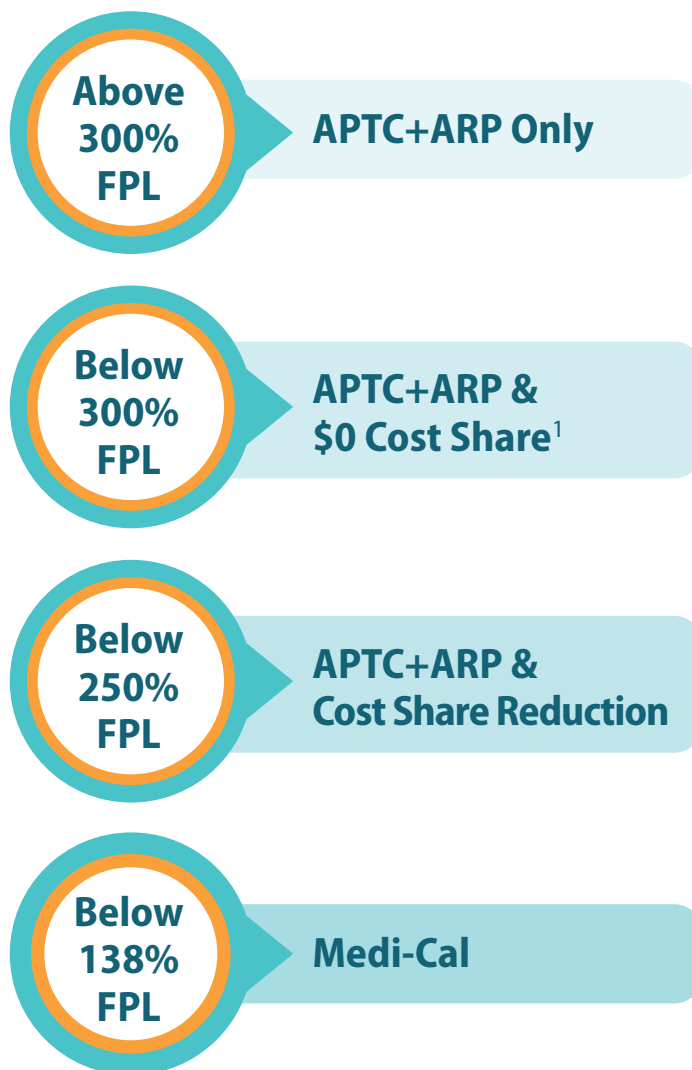 Above
300%
FPL
APTC+ARP Only
Below
300%
FPL
APTC+ARP &
$0 Cost Share¹
Below
250%
FPL
APTC+ARP &
Cost Share Reduction
Below
138%
FPL
Medi-Cal